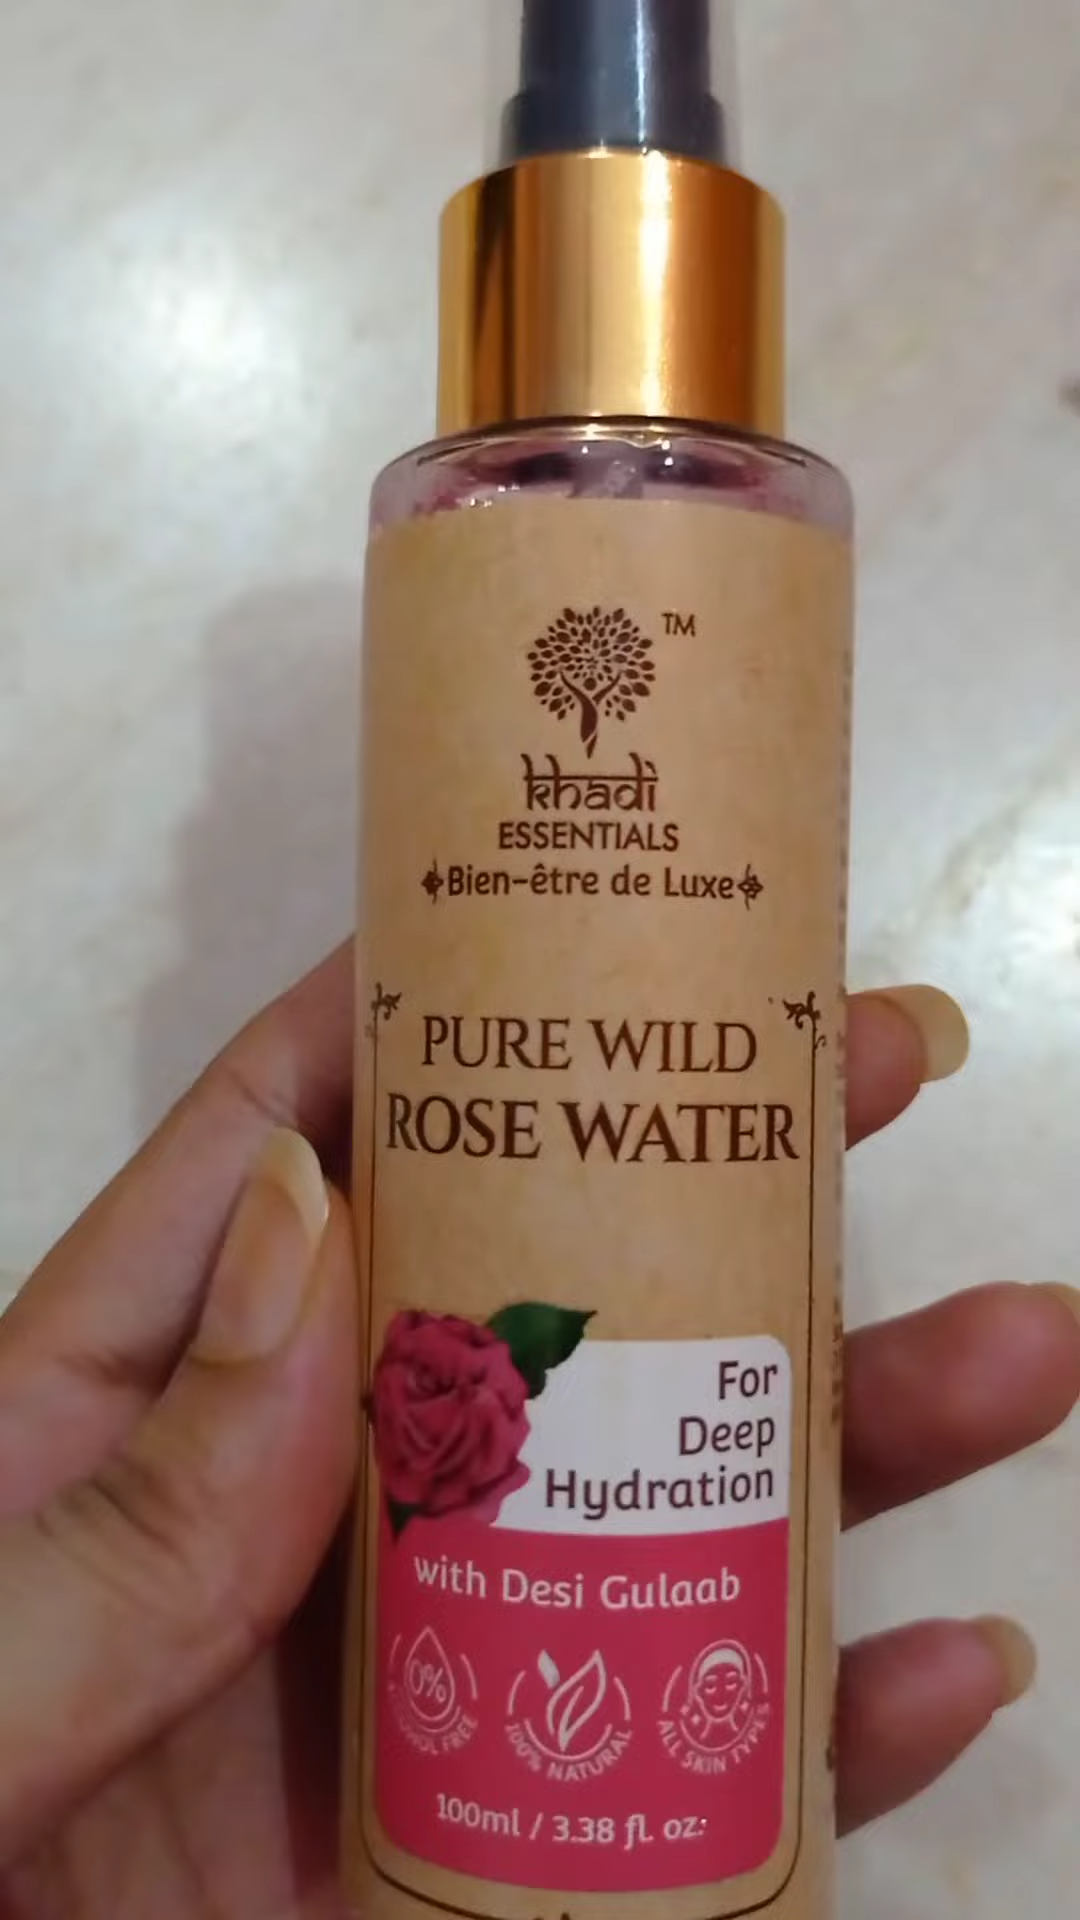 TM
khadi
ESSENTIALS
Bien-être de Luxe
PURE WILD
ROSE WATER
For
Deep
Hydration
with Desi Gulaab
0%
FREE
100% NATURAL
ALL SKIN TYPES
100ml / 3.38 fl. oz.